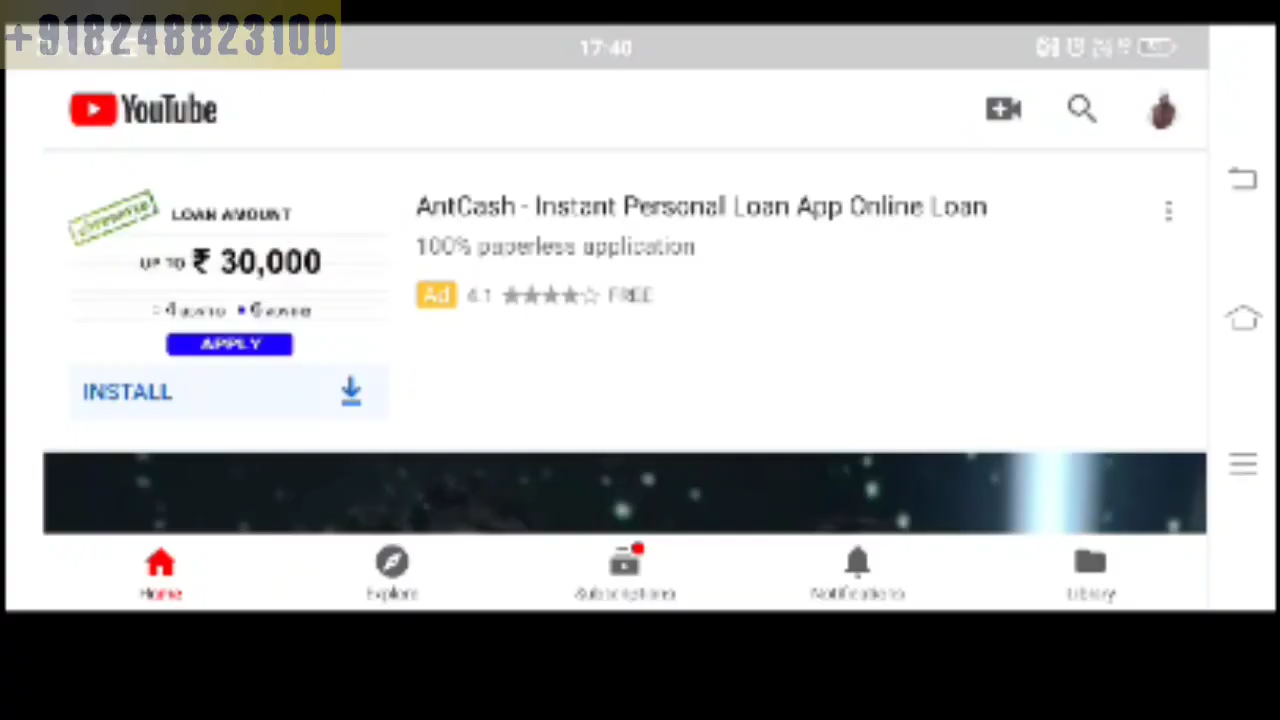 +918248823100
17:40
YouTube
LOAN AMOUNT
UP TO ₹ 30,000
APPLY
INSTALL
AntCash - Instant Personal Loan App Online Loan
100% paperless application
Ad 4.1 ★★★★☆ FREE
Home
Explore
Subscriptions
Notifications
Library